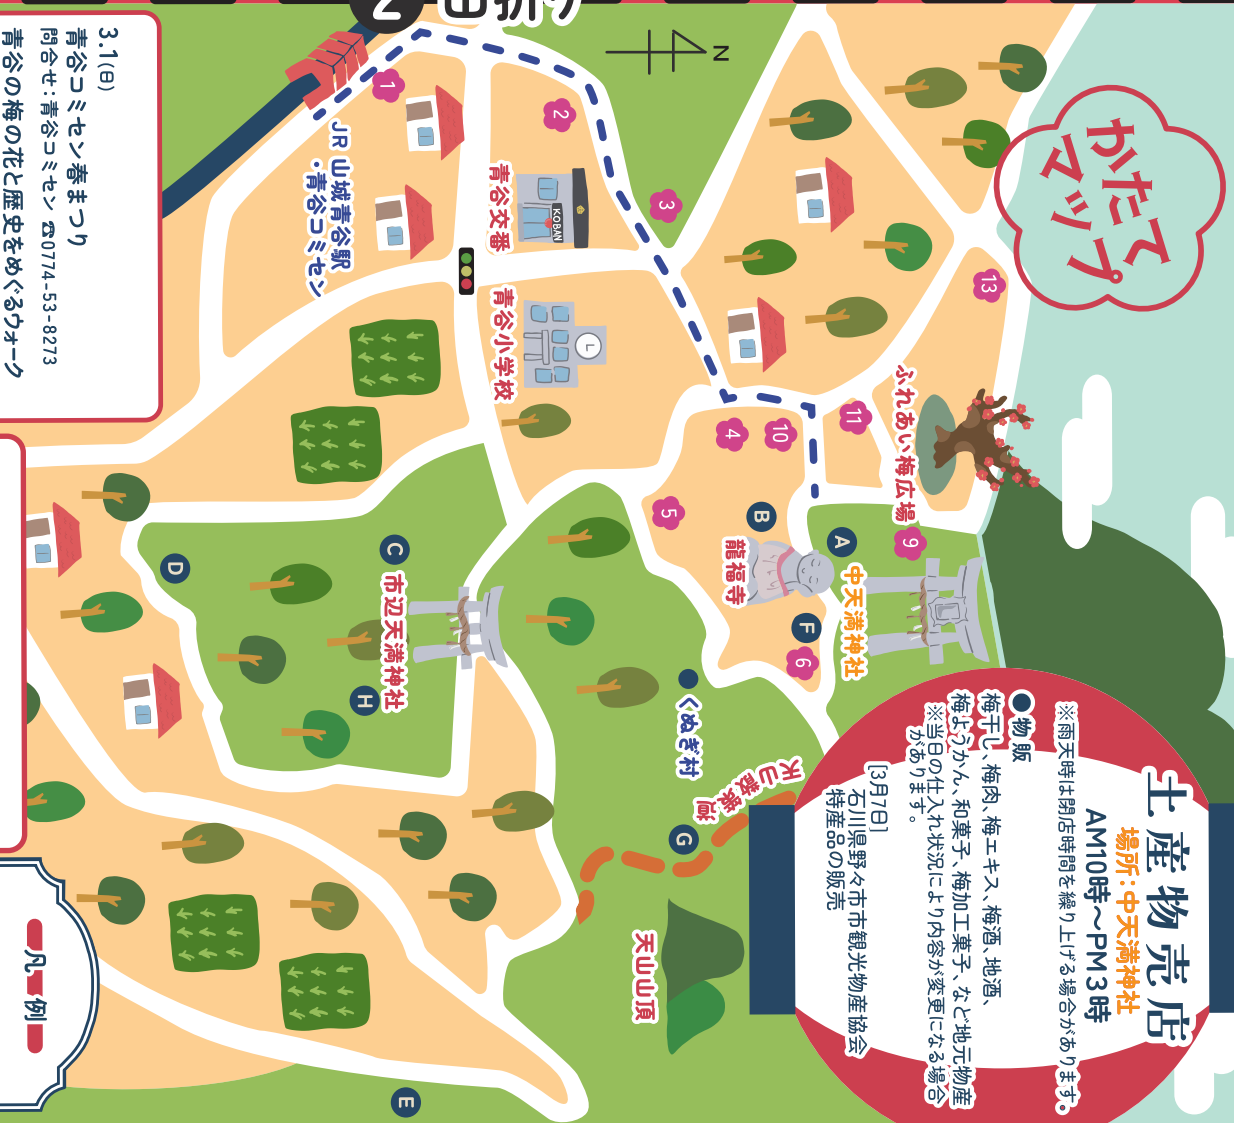 かたて
マップ
土産物売店
場所：中天満神社
AM10時～PM3時
※雨天時は閉店時間を繰り上げる場合があります。
●物販
梅干し、梅肉、梅エキス、梅酒、地酒、
梅ようかん、和菓子、梅加工菓子、など地元物産
※当日の仕入れ状況により内容が変更になる場合
があります。
[3月7日]
石川県野々市市観光物産協会
特産品の販売
N
13
ふれあい梅広場
11
9
A
中天満神社
10
4
B
龍福寺
F
6
5
3
2
1
KOBAN
青谷交番
青谷小学校
JR 山城青谷駅
・青谷コミセン
くぬぎ村
天山散策道
G
天山山頂
C
市辺天満神社
H
D
E
3.1(日)
青谷コミセン春まつり
問合せ：青谷コミセン ☎0774-53-8273
青谷の梅の花と歴史をめぐるウォーク
凡例